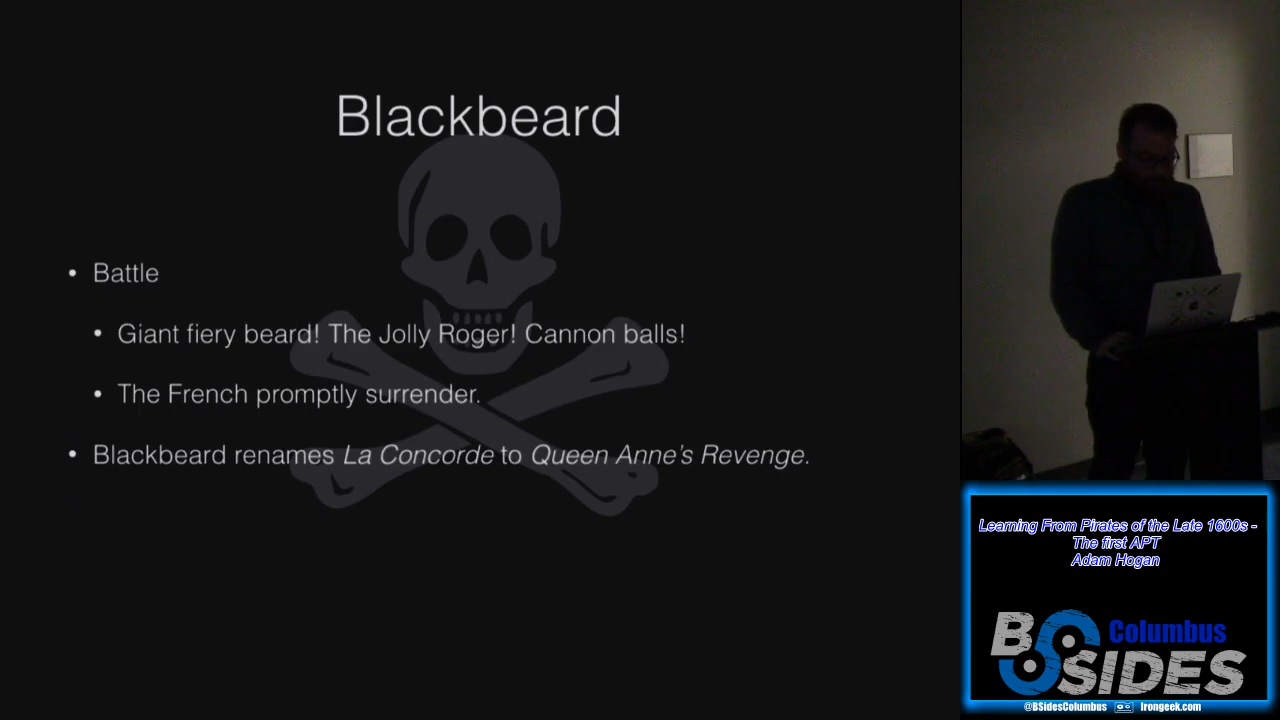 Blackbeard
• Battle
• Giant fiery beard! The Jolly Roger! Cannon balls!
• The French promptly surrender.
• Blackbeard renames La Concorde to Queen Anne's Revenge.
Learning From Pirates of the Late 1600s -
The first APT
Adam Hogan
BSIDES
Columbus
@BSidesColumbus Irongeek.com